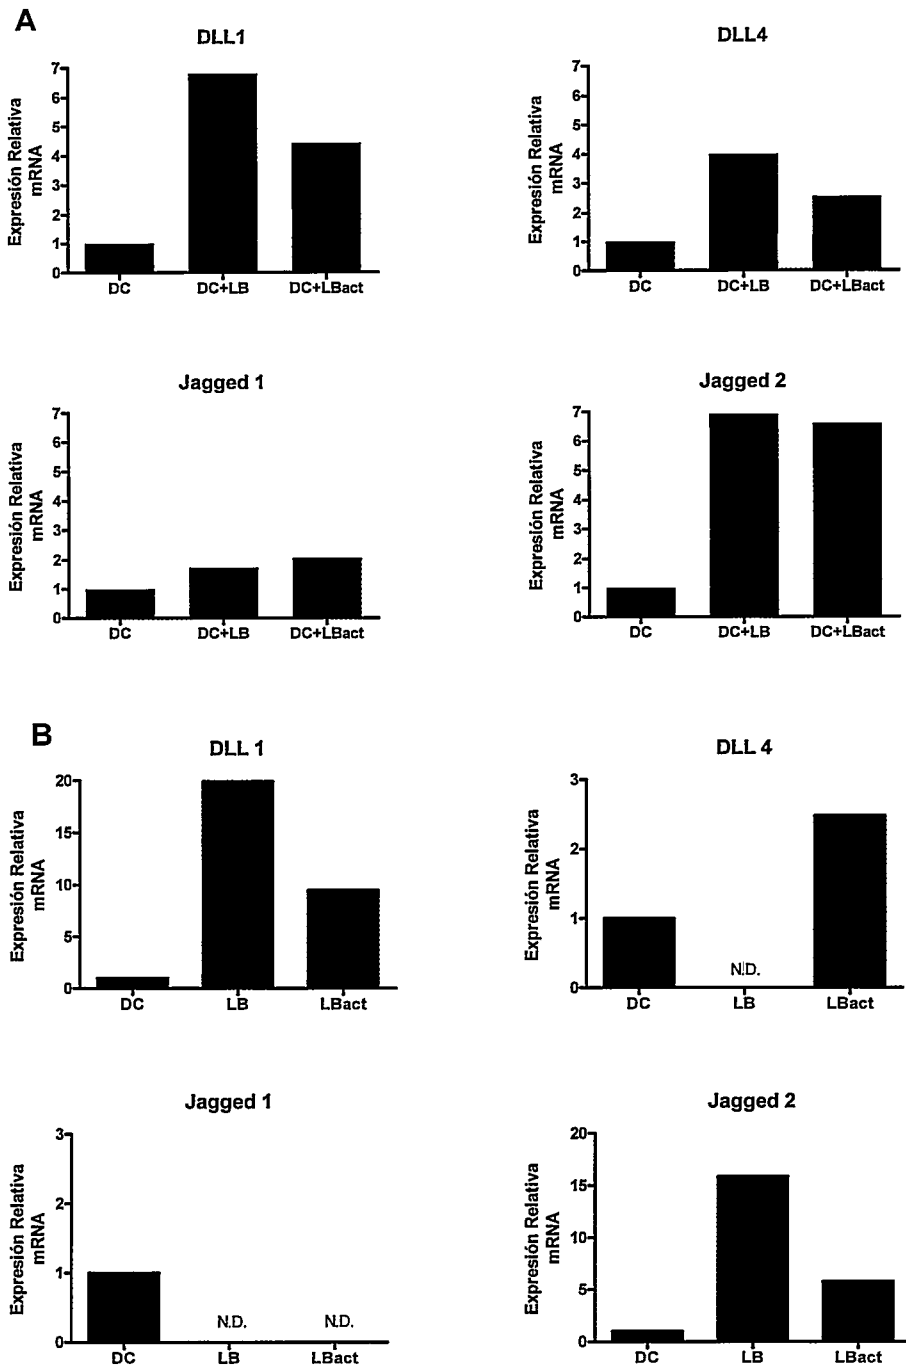 A
DLL1
Expresión Relativa
mRNA
7
6
5
4
3
2
1
0
DC DC+LB DC+LBact
DLL4
Expresión Relativa
mRNA
7
6
5
4
3
2
1
0
DC DC+LB DC+LBact
Jagged 1
Expresión Relativa
mRNA
7
6
5
4
3
2
1
0
DC DC+LB DC+LBact
Jagged 2
Expresión Relativa
mRNA
7
6
5
4
3
2
1
0
DC DC+LB DC+LBact
B
DLL 1
Expresión Relativa
mRNA
20
15
10
5
0
DC LB LBact
DLL 4
Expresión Relativa
mRNA
3
2
1
0
N.D.
DC LB LBact
Jagged 1
Expresión Relativa
mRNA
3
2
1
0
N.D. N.D.
DC LB LBact
Jagged 2
Expresión Relativa
mRNA
20
15
10
5
0
DC LB LBact